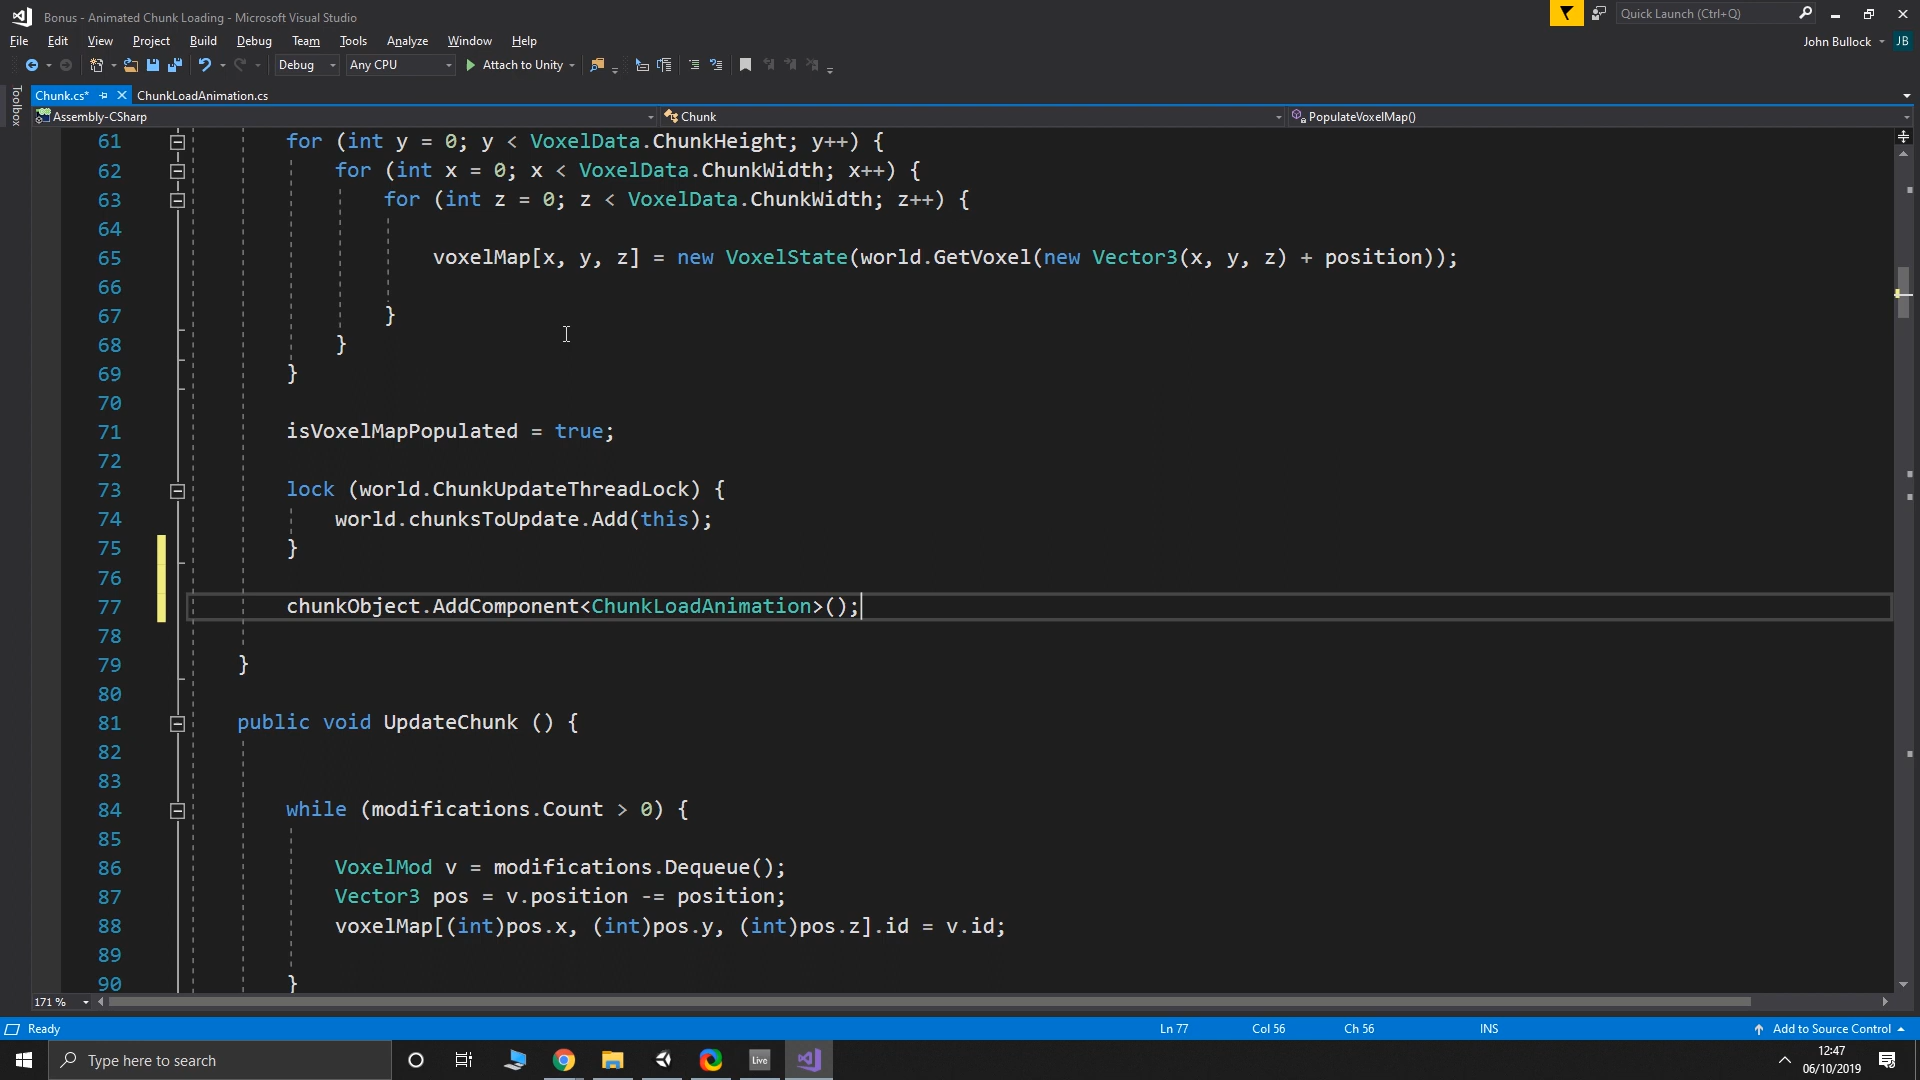 Bonus - Animated Chunk Loading - Microsoft Visual Studio
Quick Launch (Ctrl+Q)
File Edit View Project Build Debug Team Tools Analyze Window Help
John Bullock JB
Debug Any CPU Attach to Unity
Toolbox
Chunk.cs* ChunkLoadAnimation.cs
Assembly-CSharp Chunk PopulateVoxelMap()
61 for (int y = 0; y < VoxelData.ChunkHeight; y++) {
62 for (int x = 0; x < VoxelData.ChunkWidth; x++) {
63 for (int z = 0; z < VoxelData.ChunkWidth; z++) {
64
65 voxelMap[x, y, z] = new VoxelState(world.GetVoxel(new Vector3(x, y, z) + position));
66
67 }
68 }
69 }
70
71 isVoxelMapPopulated = true;
72
73 lock (world.ChunkUpdateThreadLock) {
74 world.chunksToUpdate.Add(this);
75 }
76
77 chunkObject.AddComponent<ChunkLoadAnimation>();
78
79 }
80
81 public void UpdateChunk () {
82
83
84 while (modifications.Count > 0) {
85
86 VoxelMod v = modifications.Dequeue();
87 Vector3 pos = v.position -= position;
88 voxelMap[(int)pos.x, (int)pos.y, (int)pos.z].id = v.id;
89
90 }
171 %
Ready Ln 77 Col 56 Ch 56 INS Add to Source Control
Type here to search
Live
12:47
06/10/2019